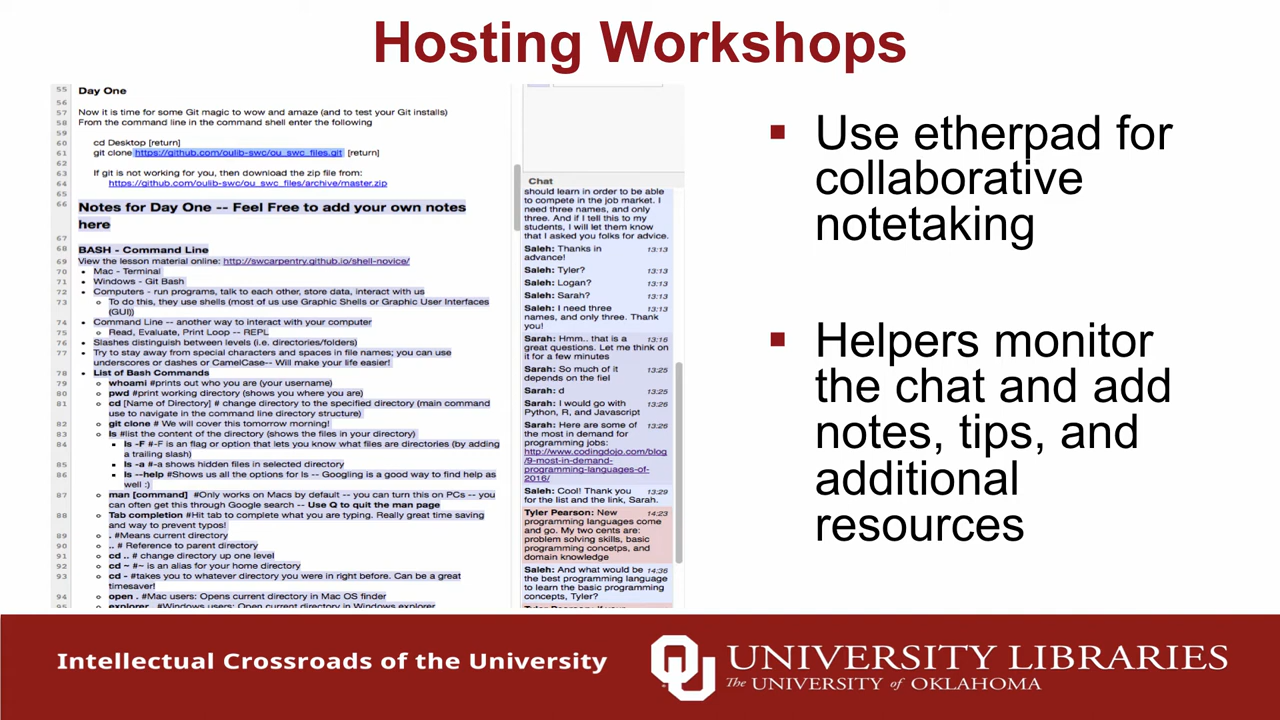 Hosting Workshops
55 Day One
56
57 Now it is time for some Git magic to wow and amaze (and to test your Git installs)
58 From the command line in the command shell enter the following
59
60 cd Desktop [return]
61 git clone https://github.com/oulib-swc/ou_swc_files.git [return]
62
63 If git is not working for you, then download the zip file from:
64 https://github.com/oulib-swc/ou_swc_files/archive/master.zip
65
66 Notes for Day One -- Feel Free to add your own notes
here
67
68 BASH - Command Line
69 View the lesson material online: http://swcarpentry.github.io/shell-novice/
70 • Mac - Terminal
71 • Windows - Git Bash
72 • Computers - run programs, talk to each other, store data, interact with us
73 o To do this, they use shells (most of us use Graphic Shells or Graphic User Interfaces
(GUI))
74 • Command Line -- another way to interact with your computer
75 o Read, Evaluate, Print Loop -- REPL
76 • Slashes distinguish between levels (i.e. directories/folders)
77 • Try to stay away from special characters and spaces in file names; you can use
underscores or dashes or CamelCase-- Will make your life easier!
78 • List of Bash Commands
79 o whoami #prints out who you are (your username)
80 o pwd #print working directory (shows you where you are)
81 o cd [Name of Directory] # change directory to the specified directory (main command
use to navigate in the command line directory structure)
82 o git clone # We will cover this tomorrow morning!
83 o ls #list the content of the directory (shows the files in your directory)
84 ▪ ls -F #-F is an flag or option that lets you know what files are directories (by adding
a trailing slash)
85 ▪ ls -a #-a shows hidden files in selected directory
86 ▪ ls --help #Shows us all the options for ls -- Googling is a good way to find help as
well :)
87 o man [command] #Only works on Macs by default -- you can turn this on PCs -- you
can often get this through Google search -- Use Q to quit the man page
88 o Tab completion #Hit tab to complete what you are typing. Really great time saving
and way to prevent typos!
89 o . #Means current directory
90 o .. # Reference to parent directory
91 o cd .. # change directory up one level
92 o cd ~ #~ is an alias for your home directory
93 o cd - #takes you to whatever directory you were in right before. Can be a great
timesaver!
94 o open . #Mac users: Opens current directory in Mac OS finder
95 o explorer . #Windows users: Open current directory in Windows explorer
Chat
should learn in order to be able
to compete in the job market. I
need three names, and only
three. And if I tell this to my
students, I will let them know
that I asked you folks for advice.
Saleh: Thanks in 13:13
advance!
Saleh: Tyler? 13:13
Saleh: Logan? 13:13
Saleh: Sarah? 13:13
Saleh: I need three 13:13
names, and only three. Thank
you!
Sarah: Hmm.. that is a 13:16
great questions. Let me think on
it for a few minutes
Sarah: So much of it 13:25
depends on the fiel
Sarah: d 13:25
Sarah: I would go with 13:26
Python, R, and Javascript
Sarah: Here are some of 13:26
the most in demand for
programming jobs:
http://www.codingdojo.com/blog
/9-most-in-demand-
programming-languages-of-
2016/
Saleh: Cool! Thank you 13:29
for the list and the link, Sarah.
Tyler Pearson: New 14:23
programming languages come
and go. My two cents are:
problem solving skills, basic
programming concetps, and
domain knowledge
Saleh: And what would be 14:36
the best programming language
to learn the basic programming
concepts, Tyler?
▪ Use etherpad for
collaborative
notetaking
▪ Helpers monitor
the chat and add
notes, tips, and
additional
resources
Intellectual Crossroads of the University
OU UNIVERSITY LIBRARIES
The UNIVERSITY of OKLAHOMA